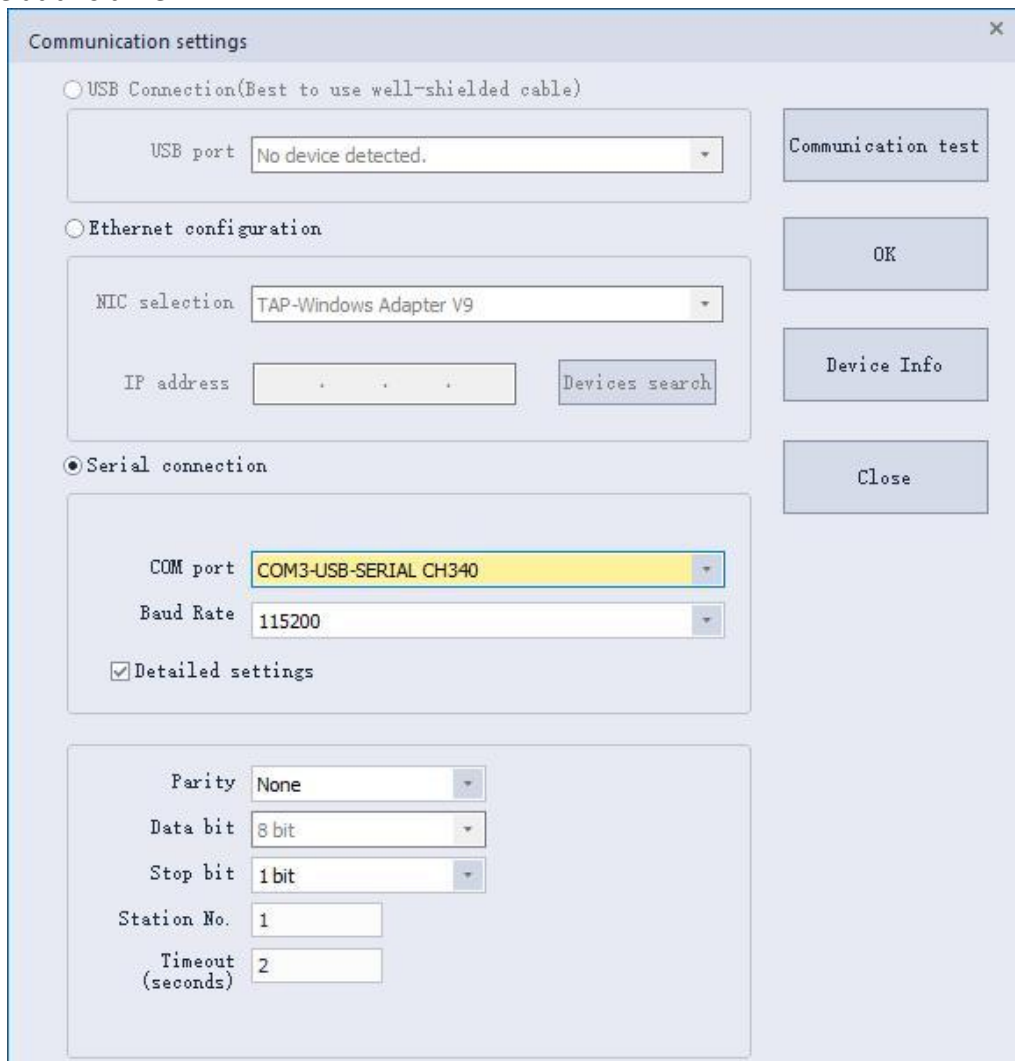 Communication settings
USB Connection(Best to use well-shielded cable)
USB port No device detected.
Communication test
Ethernet configuration
OK
NIC selection TAP-Windows Adapter V9
Device Info
IP address . . . Devices search
Serial connection
Close
COM port COM3-USB-SERIAL CH340
Baud Rate 115200
Detailed settings
Parity None
Data bit 8 bit
Stop bit 1 bit
Station No. 1
Timeout
(seconds) 2